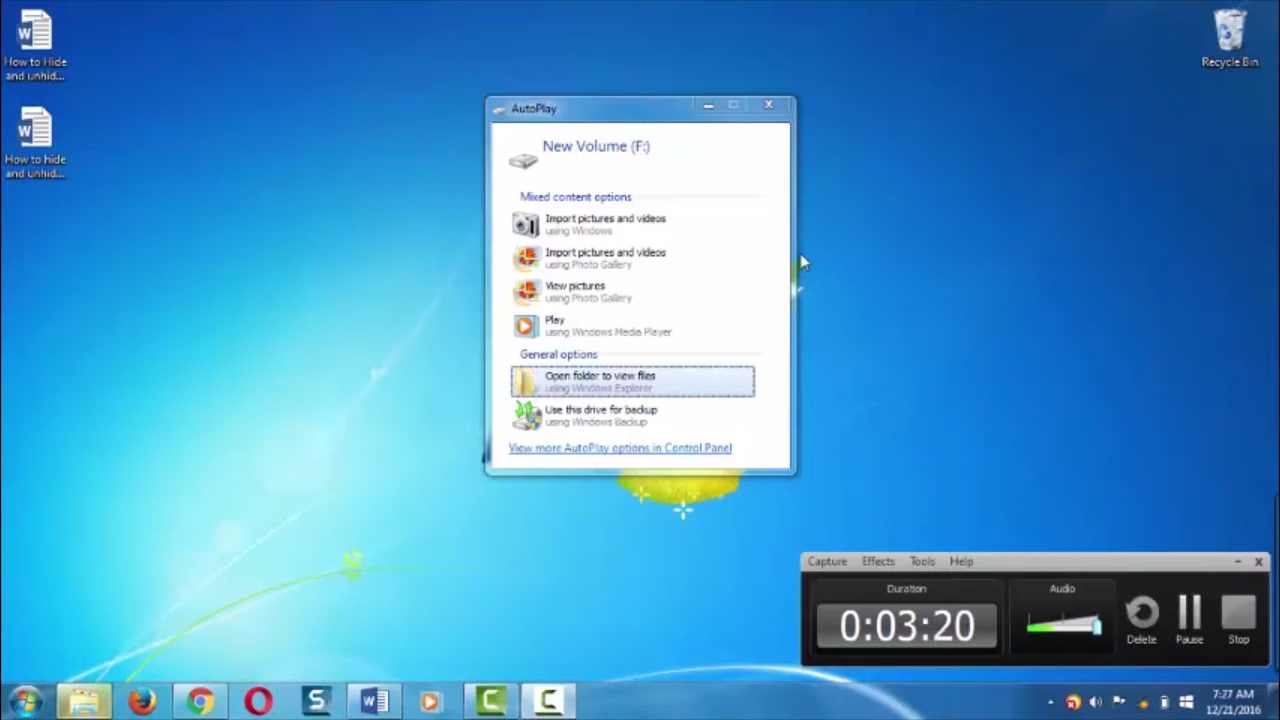 How to Hide
and unhid...
How to hide
and unhid...
Recycle Bin
AutoPlay
New Volume (F:)
Mixed content options
Import pictures and videos
using Windows
Import pictures and videos
using Photo Gallery
View pictures
using Photo Gallery
Play
using Windows Media Player
General options
Open folder to view files
using Windows Explorer
Use this drive for backup
using Windows Backup
View more AutoPlay options in Control Panel
Capture Effects Tools Help
Duration
Audio
0:03:20
Delete Pause Stop
7:27 AM
12/21/2016